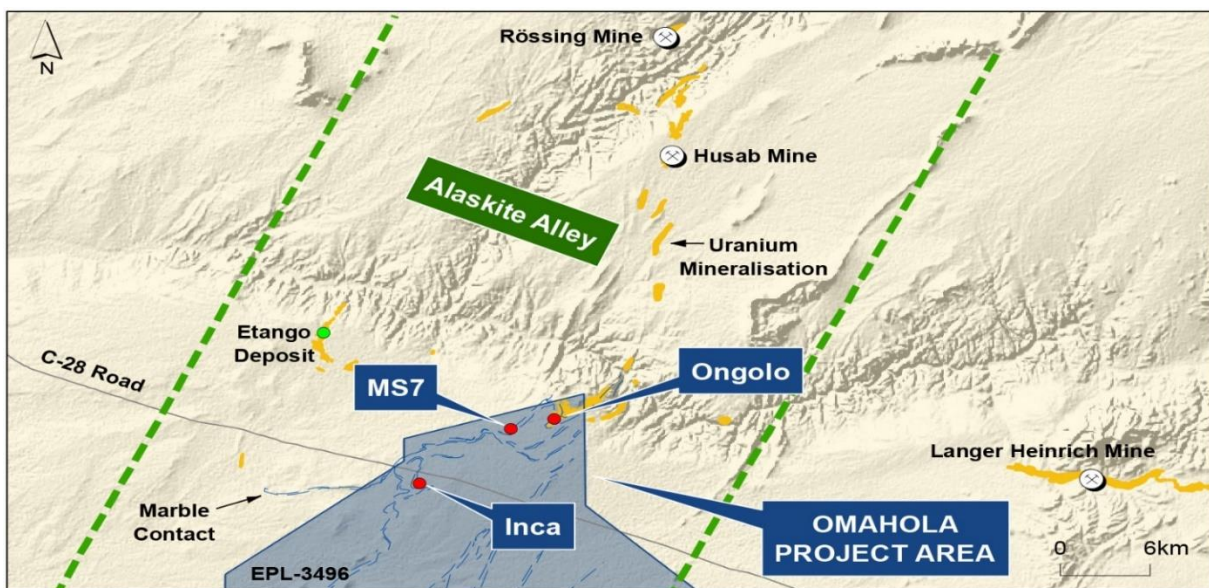 N
Rössing Mine
Husab Mine
Alaskite Alley
Uranium
Mineralisation
Etango
Deposit
C-28 Road
MS7
Ongolo
Langer Heinrich Mine
Marble
Contact
Inca
OMAHOLA
PROJECT AREA
0 6km
EPL-3496